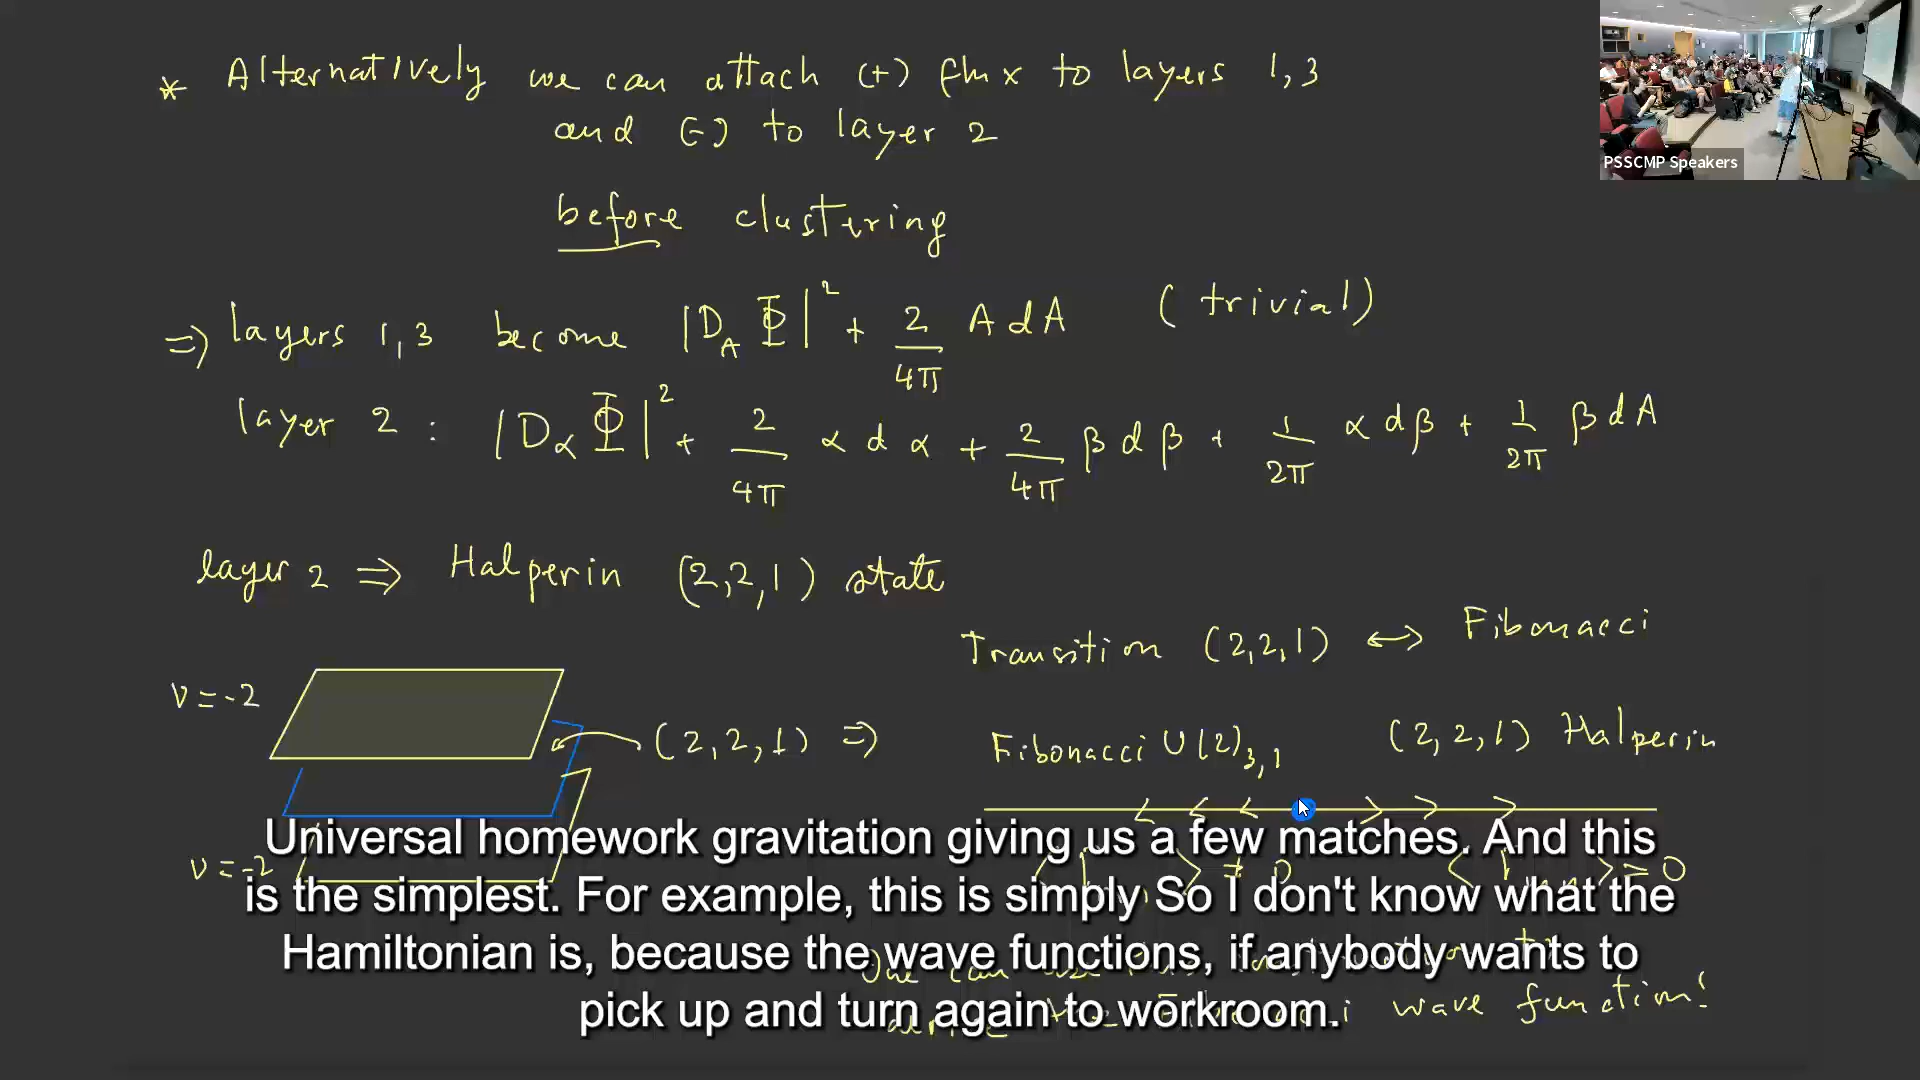 * Alternatively we can attach (+) flux to layers 1,3
and (-) to layer 2
before clustering
PSSCMP Speakers
⇒ layers 1,3 become |D_A Φ|² + 2/4π A d A (trivial)
layer 2 : |D_α Φ|² + 2/4π α d α + 2/4π β d β + 1/2π α d β + 1/2π β d A
layer 2 ⇒ Halperin (2,2,1) state
Transition (2,2,1) ↔ Fibonacci
ν = -2
(2,2,1) ⇒
Fibonacci U(2)_{3,1} (2,2,1) Halperin
ν = -2
≠ 0 = 0
Universal homework gravitation giving us a few matches. And this
is the simplest. For example, this is simply So I don't know what the
Hamiltonian is, because the wave functions, if anybody wants to
pick up and turn again to workroom.
One can
wave function!